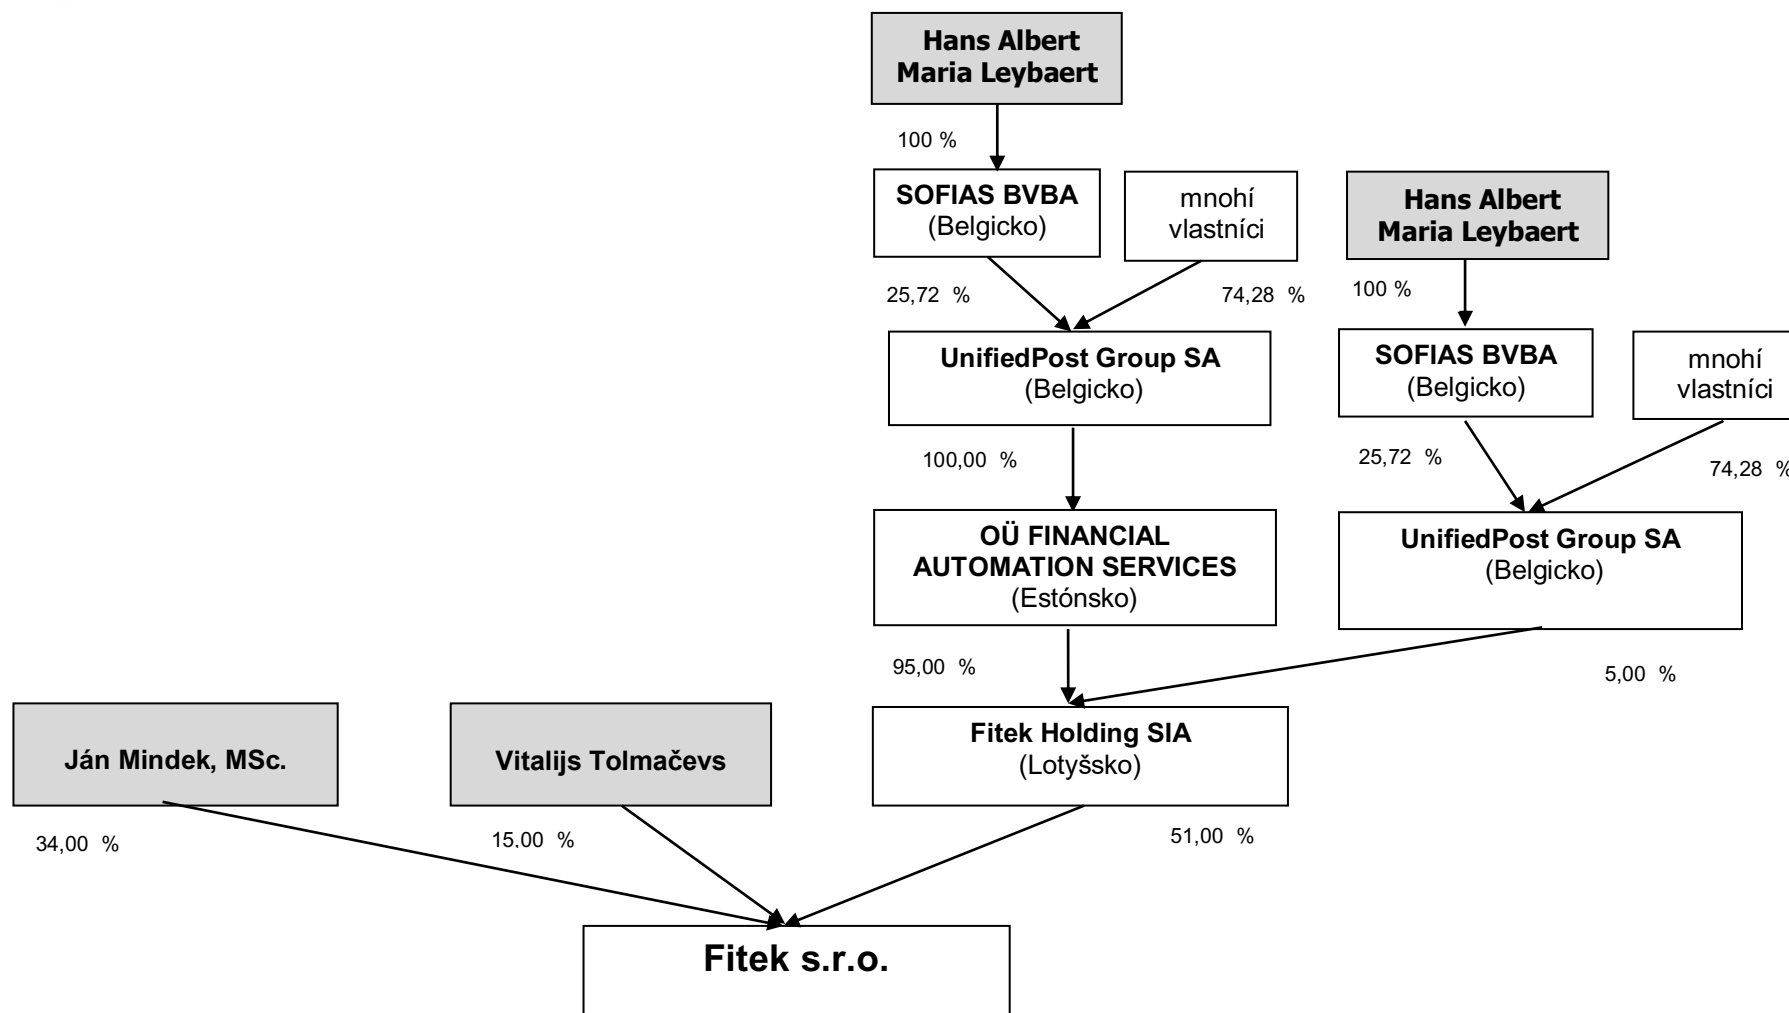 Hans Albert
Maria Leybaert
100 %
SOFIAS BVBA
(Belgicko)
mnohí
vlastníci
Hans Albert
Maria Leybaert
25,72 %
74,28 %
100 %
UnifiedPost Group SA
(Belgicko)
SOFIAS BVBA
(Belgicko)
mnohí
vlastníci
100,00 %
25,72 %
74,28 %
OÜ FINANCIAL
AUTOMATION SERVICES
(Estónsko)
UnifiedPost Group SA
(Belgicko)
95,00 %
5,00 %
Ján Mindek, MSc.
Vitalijs Tolmačevs
Fitek Holding SIA
(Lotyšsko)
34,00 %
15.00 %
51,00 %
Fitek s.r.o.